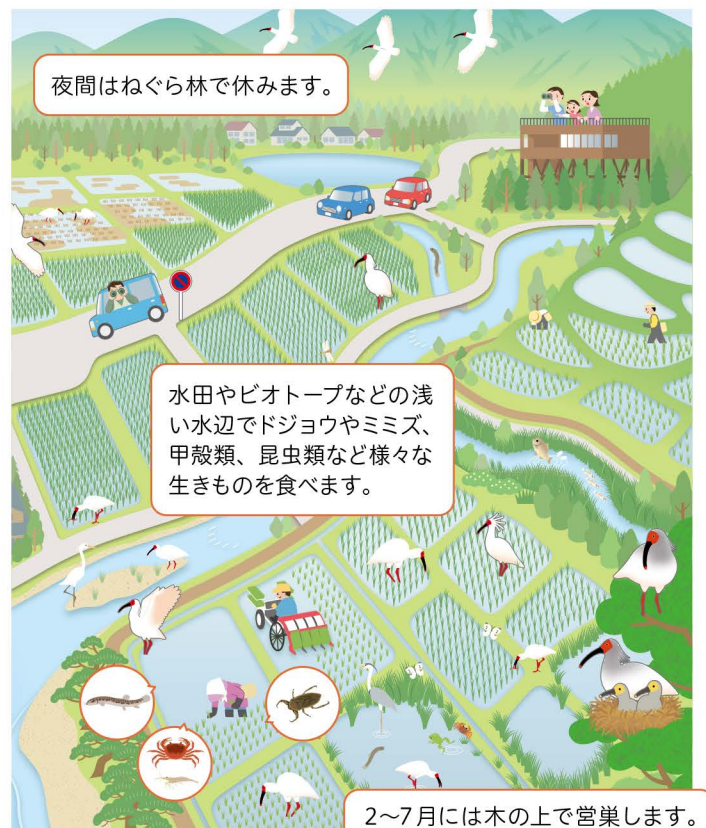 夜間はねぐら林で休みます。
水田やビオトープなどの浅
い水辺でドジョウやミミズ、
甲殻類、昆虫類など様々な
生きものを食べます。
2～7月には木の上で営巣します。